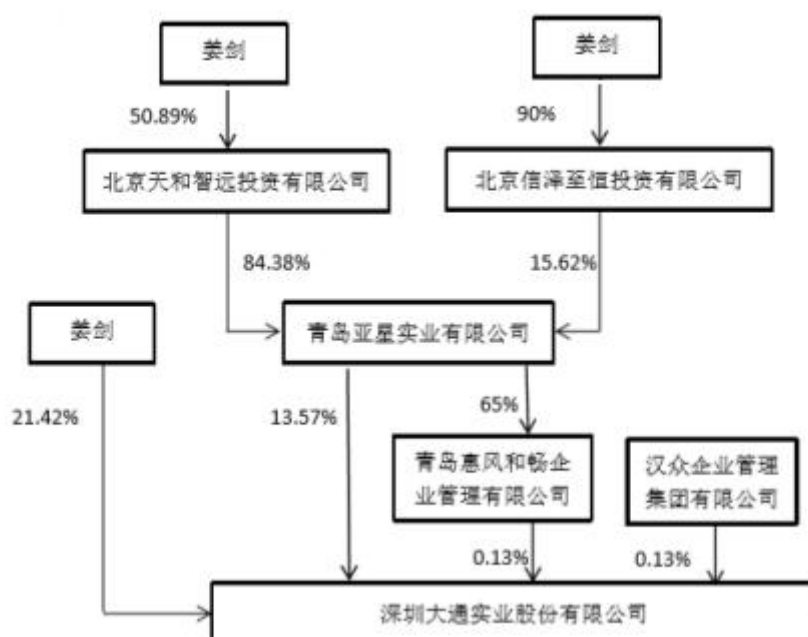 姜剑
姜剑
50.89%
90%
北京天和智远投资有限公司
北京信泽至恒投资有限公司
84.38%
15.62%
姜剑
青岛亚星实业有限公司
21.42%
13.57%
65%
青岛惠风和畅企
业管理有限公司
汉众企业管理
集团有限公司
0.13%
0.13%
深圳大通实业股份有限公司